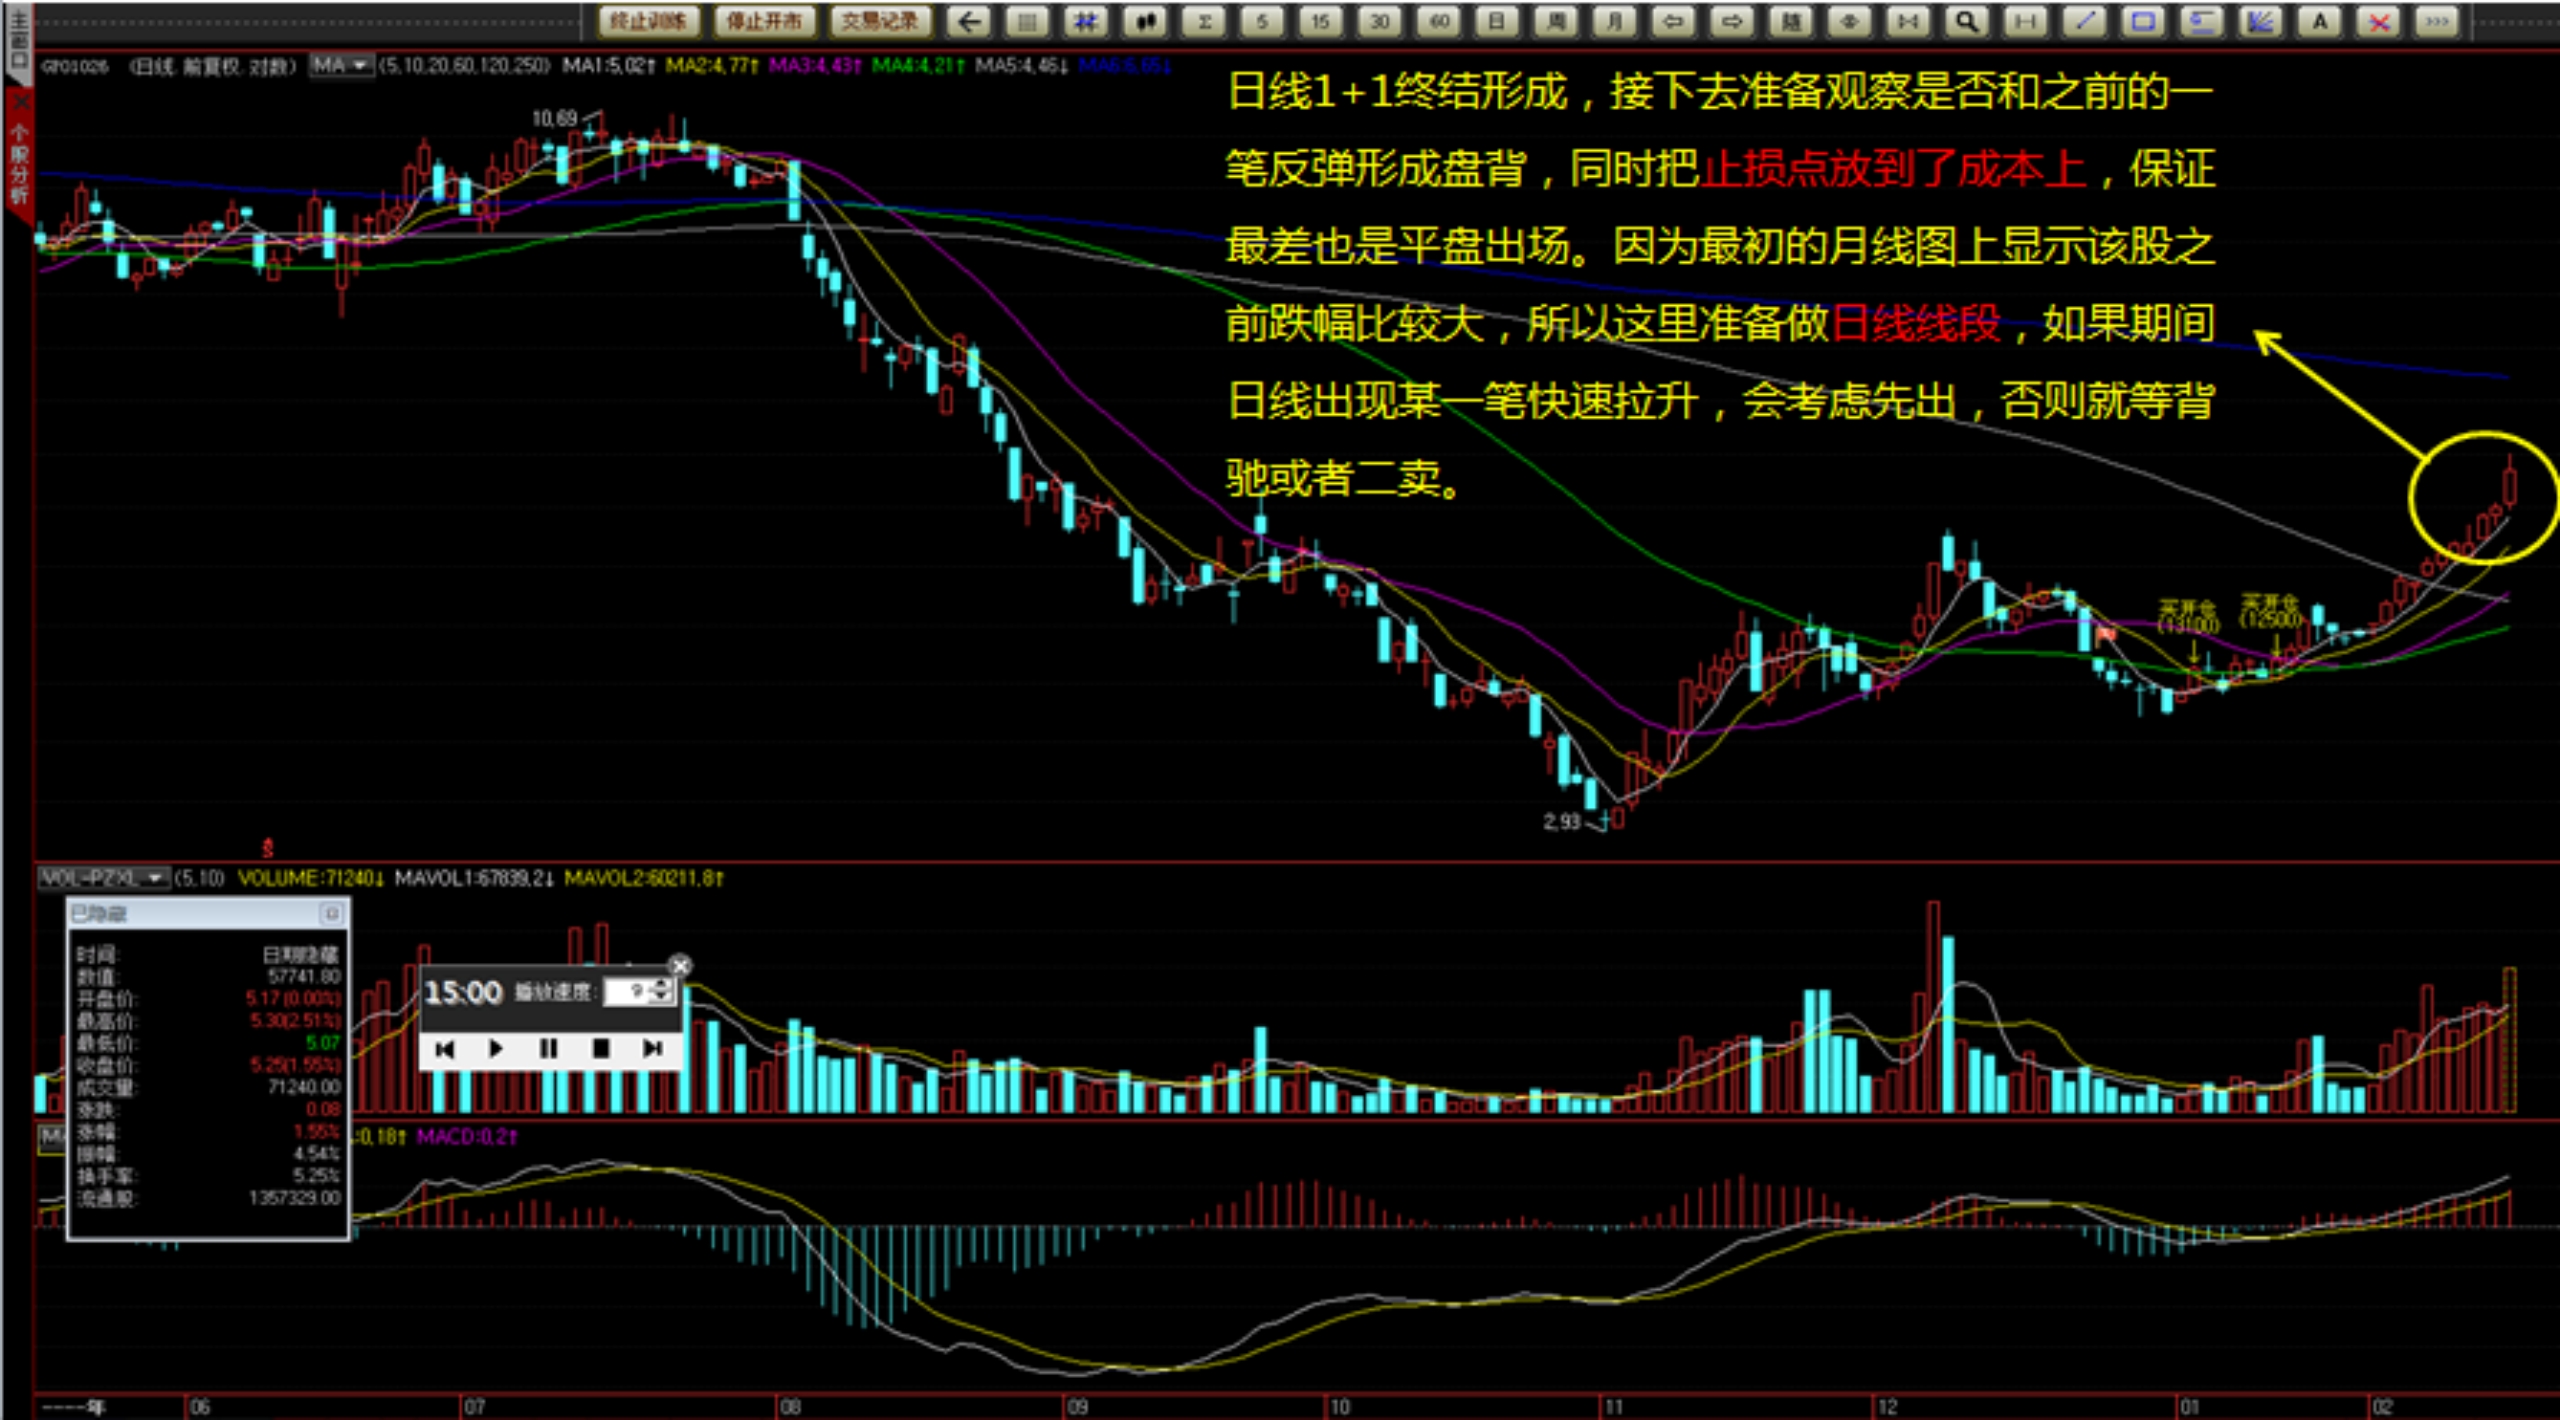 主图口
终止训练 停止开市 交易记录 Σ 5 15 30 60 日 周 月 随 A >>>
个股分析
(日线.前复权.对数) MA (5,10,20,60,120,250) MA1:5.02↑ MA2:4.77↑ MA3:4.43↑ MA4:4.21↑ MA5:4.46↓ MA6:6.65↓
日线1+1终结形成，接下去准备观察是否和之前的一
笔反弹形成盘背，同时把止损点放到了成本上，保证
最差也是平盘出场。因为最初的月线图上显示该股之
前跌幅比较大，所以这里准备做日线线段，如果期间
日线出现某一笔快速拉升，会考虑先出，否则就等背
驰或者二卖。
10.69
买开仓
(13100)
买开仓
(12500)
2.93
VOL-PZXL (5,10) VOLUME:71240↓ MAVOL1:67839.2↓ MAVOL2:60211.8↑
已隐藏
时间: 日期隐藏
数值: 57741.80
开盘价: 5.17(0.00%)
最高价: 5.30(2.51%)
最低价: 5.07
收盘价: 5.25(1.55%)
成交量: 71240.00
涨跌: 0.08
涨幅: 1.55%
振幅: 4.54%
换手率: 5.25%
流通股: 1357329.00
15:00 播放速度: 9
:0.18↑ MACD:0.2↑
-----年 06 07 08 09 10 11 12 01 02